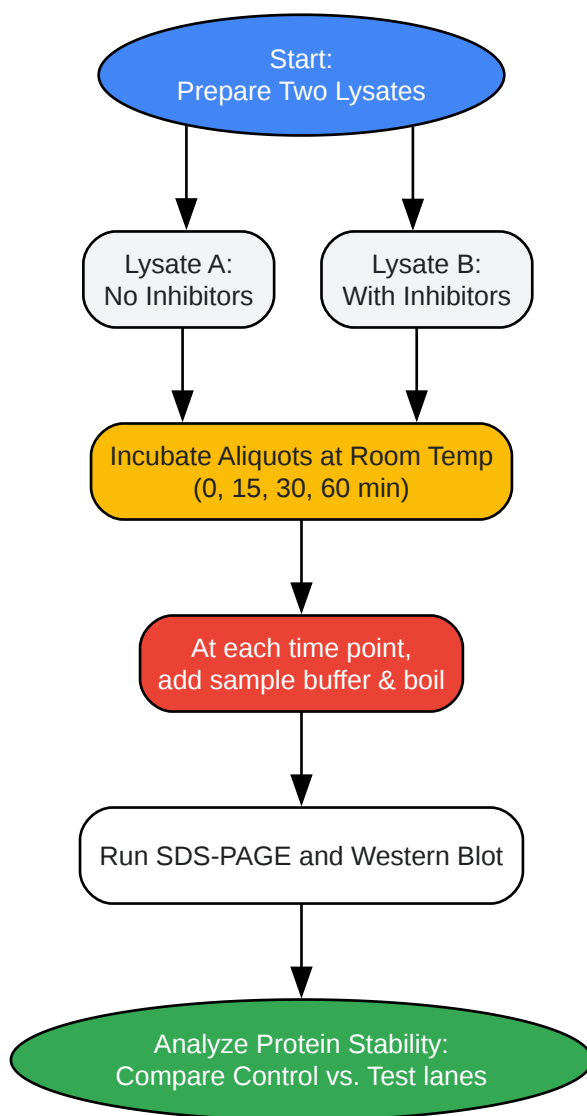 Start:
Prepare Two Lysates
Lysate A:
No Inhibitors
Lysate B:
With Inhibitors
Incubate Aliquots at Room Temp
(0, 15, 30, 60 min)
At each time point,
add sample buffer & boil
Run SDS-PAGE and Western Blot
Analyze Protein Stability:
Compare Control vs. Test lanes